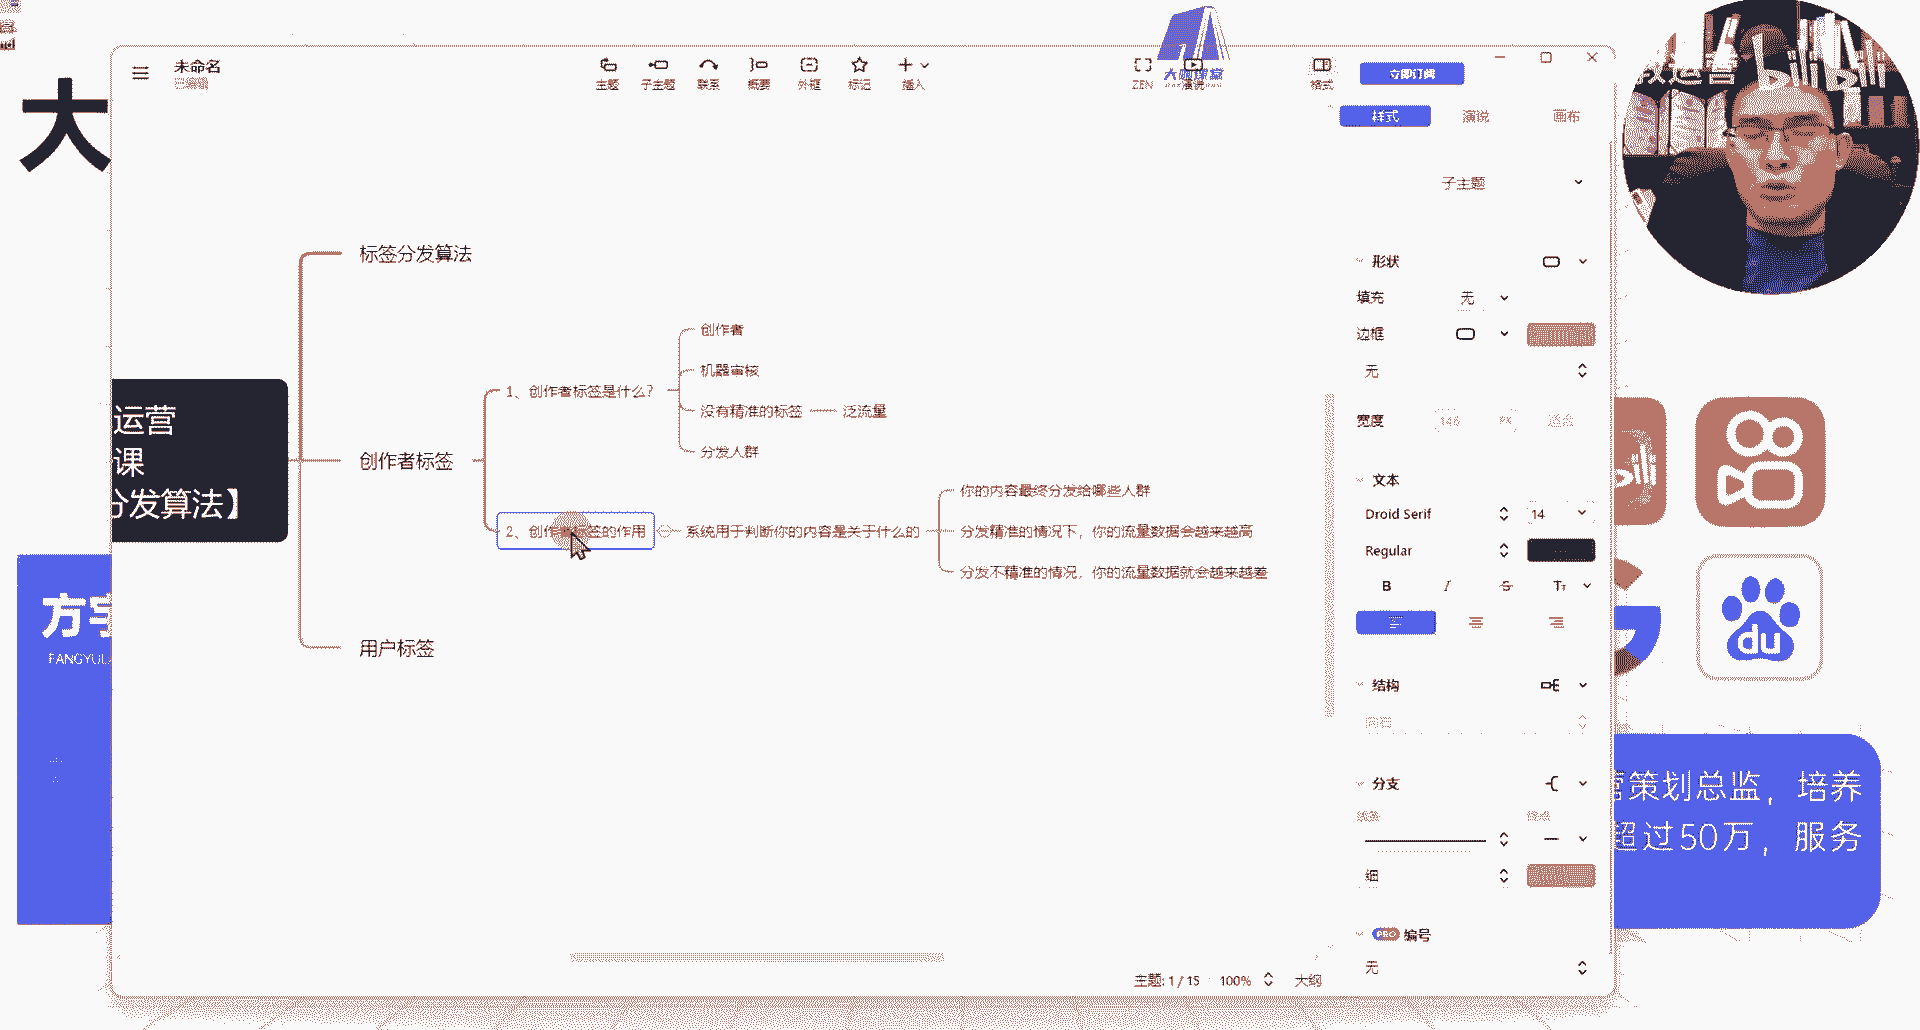 大
未命名
已编辑
主题
子主题
联系
概要
外框
标记
插入
ZEN
演说
格式
立即订阅
大咖课堂
样式
演说
画布
子主题
形状
填充
无
边框
无
宽度
146
PX
适合
文本
Droid Serif
14
Regular
B
I
S
结构
分支
细
PRO 编号
无
运营
课
分发算法】
标签分发算法
创作者标签
1、创作者标签是什么?
创作者
机器审核
没有精准的标签
泛流量
分发人群
2、创作者标签的作用
系统用于判断你的内容是关于什么的
你的内容最终分发给哪些人群
分发精准的情况下，你的流量数据会越来越高
分发不精准的情况，你的流量数据就会越来越差
用户标签
主题: 1 / 15
100%
大纲
bilibili
du
策划总监，培养
超过50万，服务